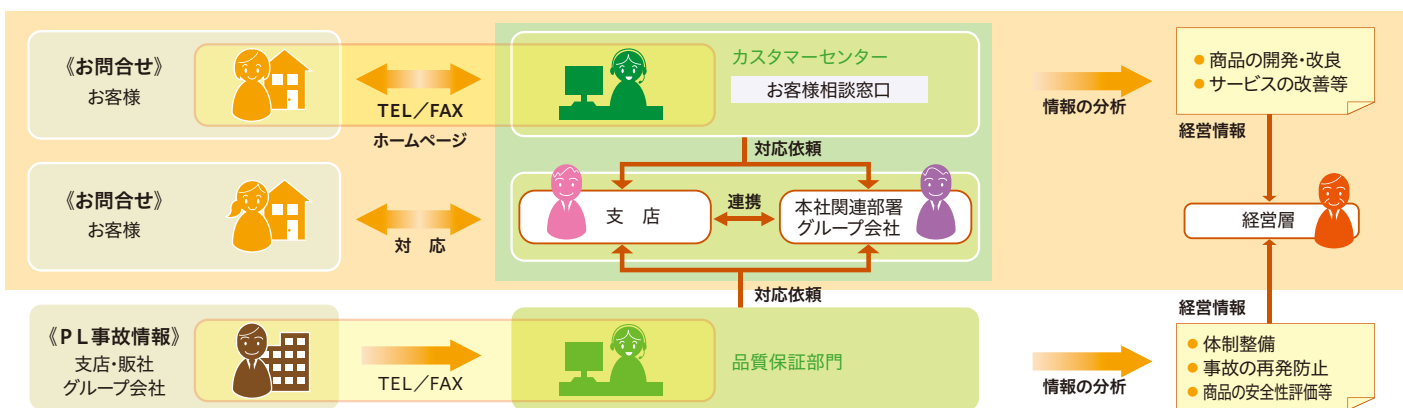 《お問合せ》
お客様
TEL／FAX
ホームページ
カスタマーセンター
お客様相談窓口
情報の分析
● 商品の開発・改良
● サービスの改善等
経営情報
対応依頼
《お問合せ》
お客様
対　応
支　店
連携
本社関連部署
グループ会社
経営層
対応依頼
経営情報
《ＰＬ事故情報》
支店・販社
グループ会社
TEL／FAX
品質保証部門
情報の分析
● 体制整備
● 事故の再発防止
● 商品の安全性評価等